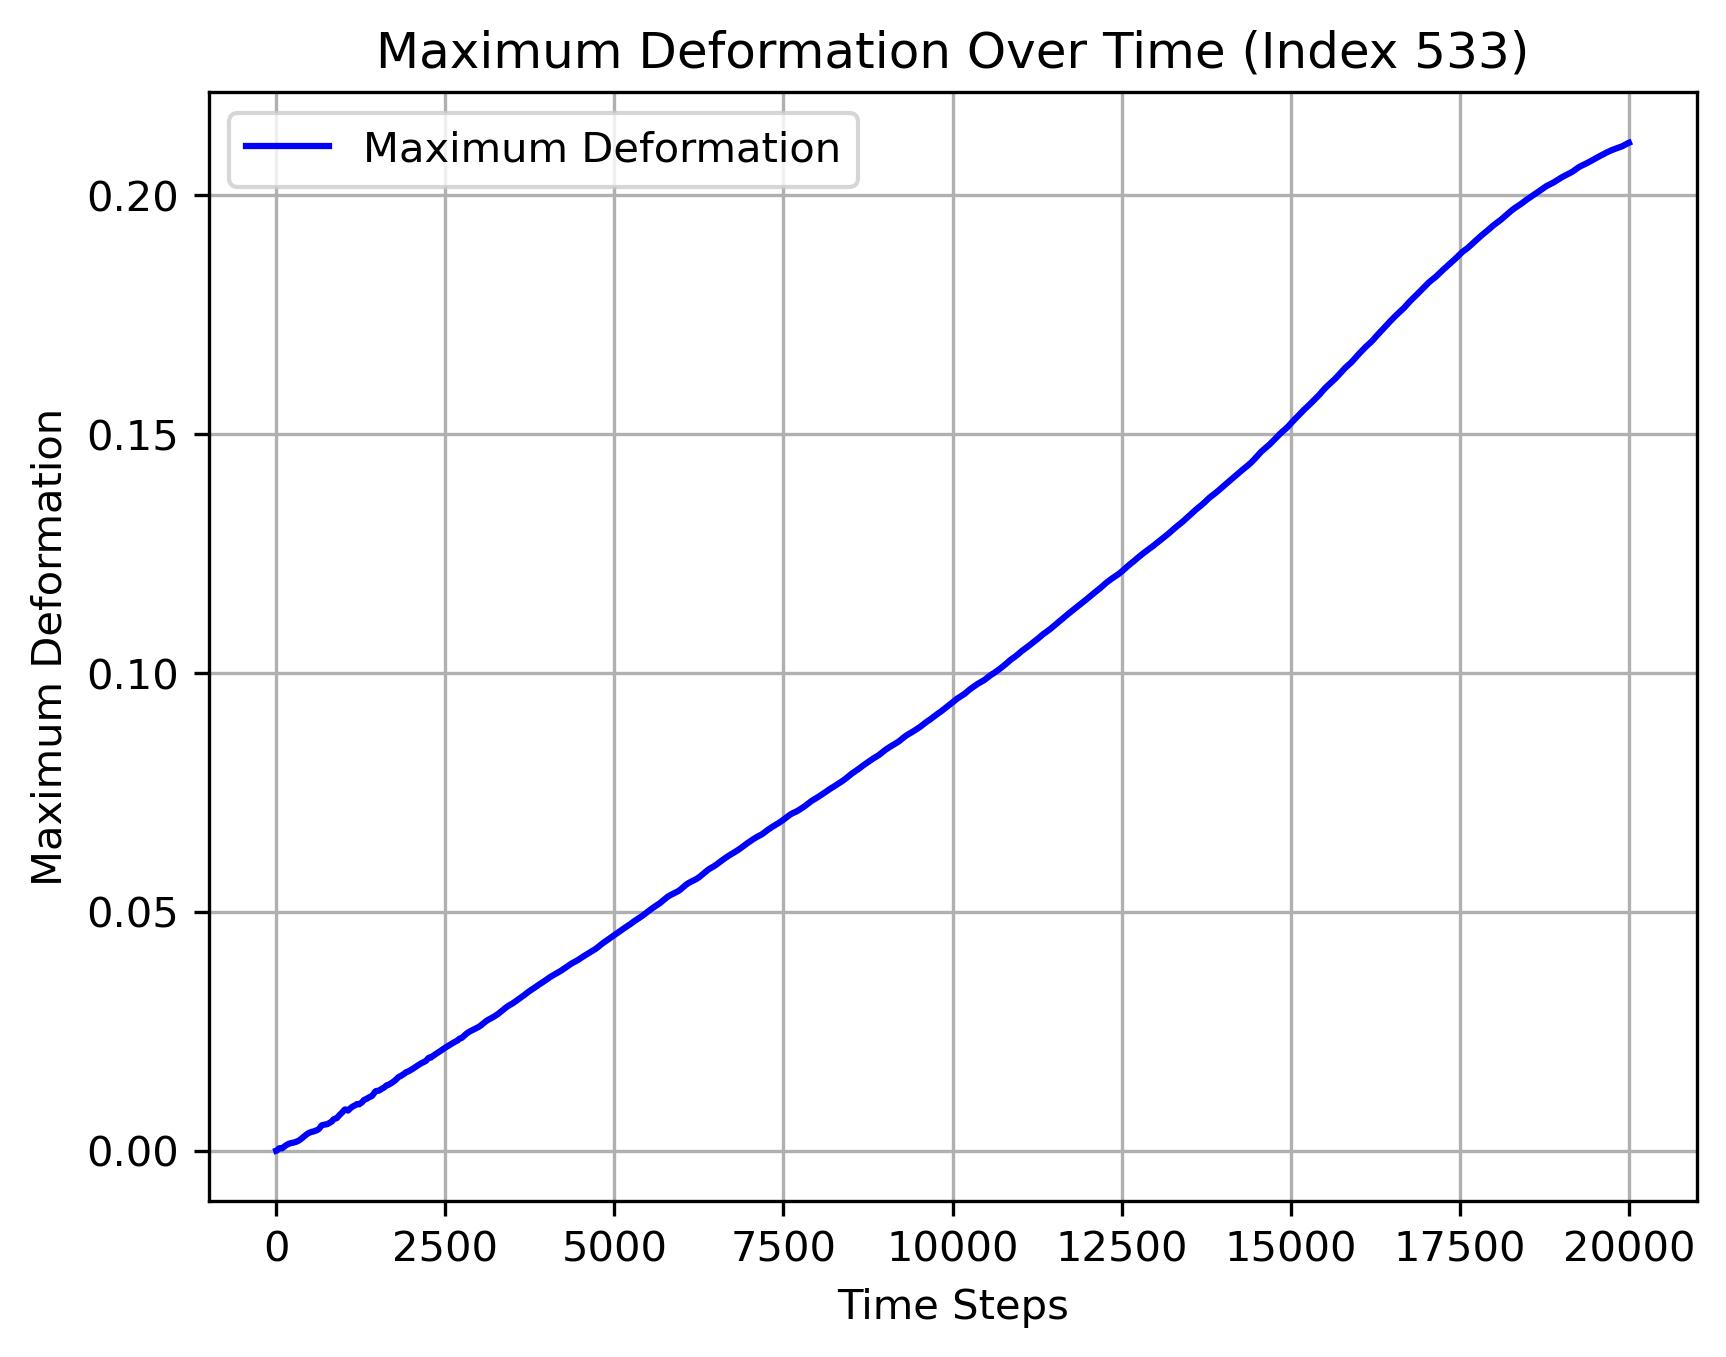 Maximum Deformation Over Time (Index 533)
Maximum Deformation
Maximum Deformation
0.20
0.15
0.10
0.05
0.00
0 2500 5000 7500 10000 12500 15000 17500 20000
Time Steps